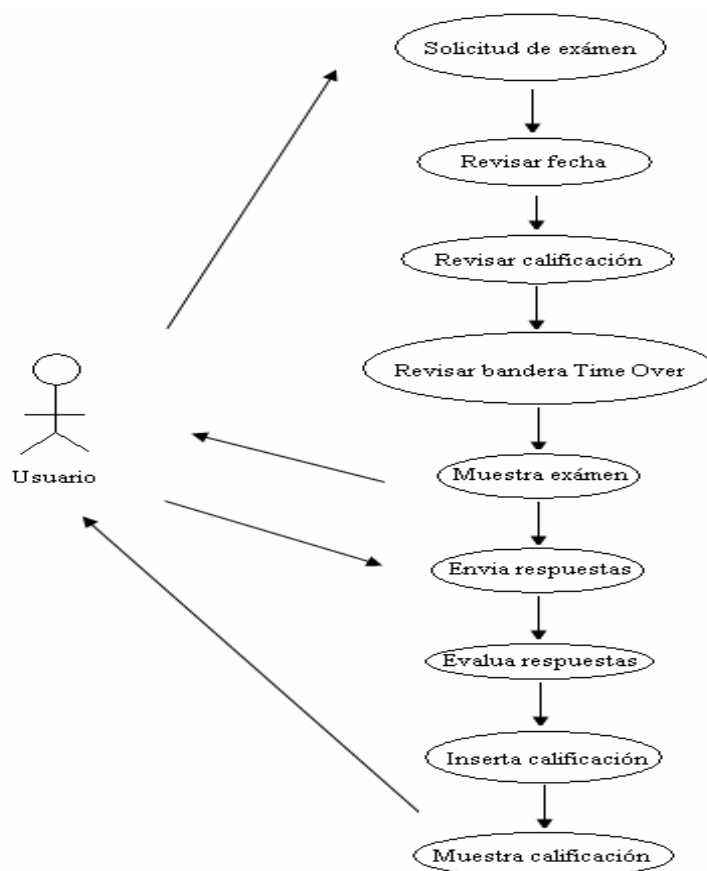 Solicitud de exámen
Revisar fecha
Revisar calificación
Revisar bandera Time Over
Usuario
Muestra exámen
Envia respuestas
Evalua respuestas
Inserta calificación
Muestra calificación